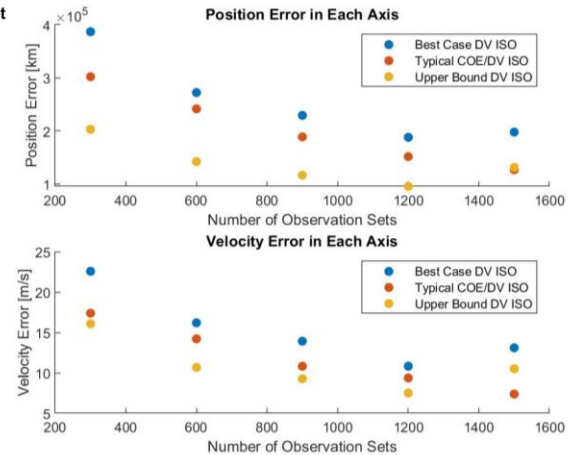 t
Position Error in Each Axis
×10⁵
4
3
2
1
Position Error [km]
Best Case DV ISO
Typical COE/DV ISO
Upper Bound DV ISO
200 400 600 800 1000 1200 1400 1600
Number of Observation Sets
Velocity Error in Each Axis
25
20
15
10
5
Velocity Error [m/s]
Best Case DV ISO
Typical COE/DV ISO
Upper Bound DV ISO
200 400 600 800 1000 1200 1400 1600
Number of Observation Sets